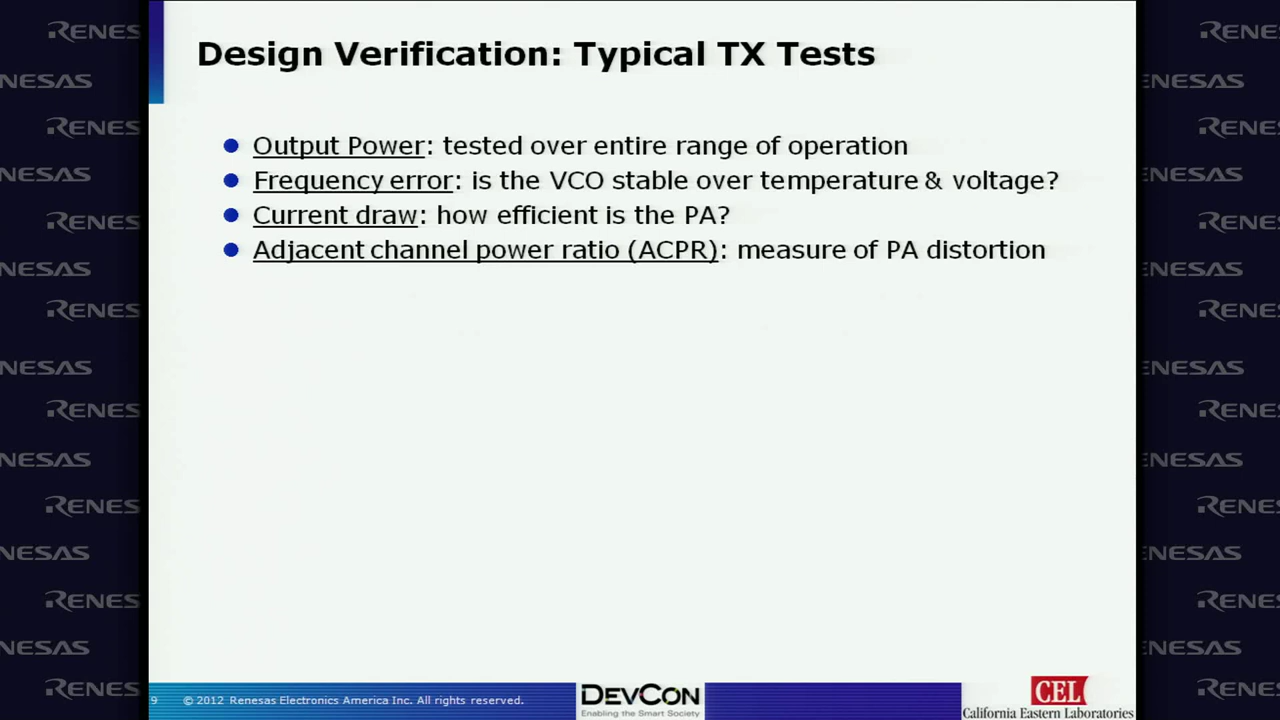 Design Verification: Typical TX Tests
Output Power: tested over entire range of operation
Frequency error: is the VCO stable over temperature & voltage?
Current draw: how efficient is the PA?
Adjacent channel power ratio (ACPR): measure of PA distortion
9 © 2012 Renesas Electronics America Inc. All rights reserved.
DEVCON
Enabling the Smart Society
CEL
California Eastern Laboratories
RENESAS